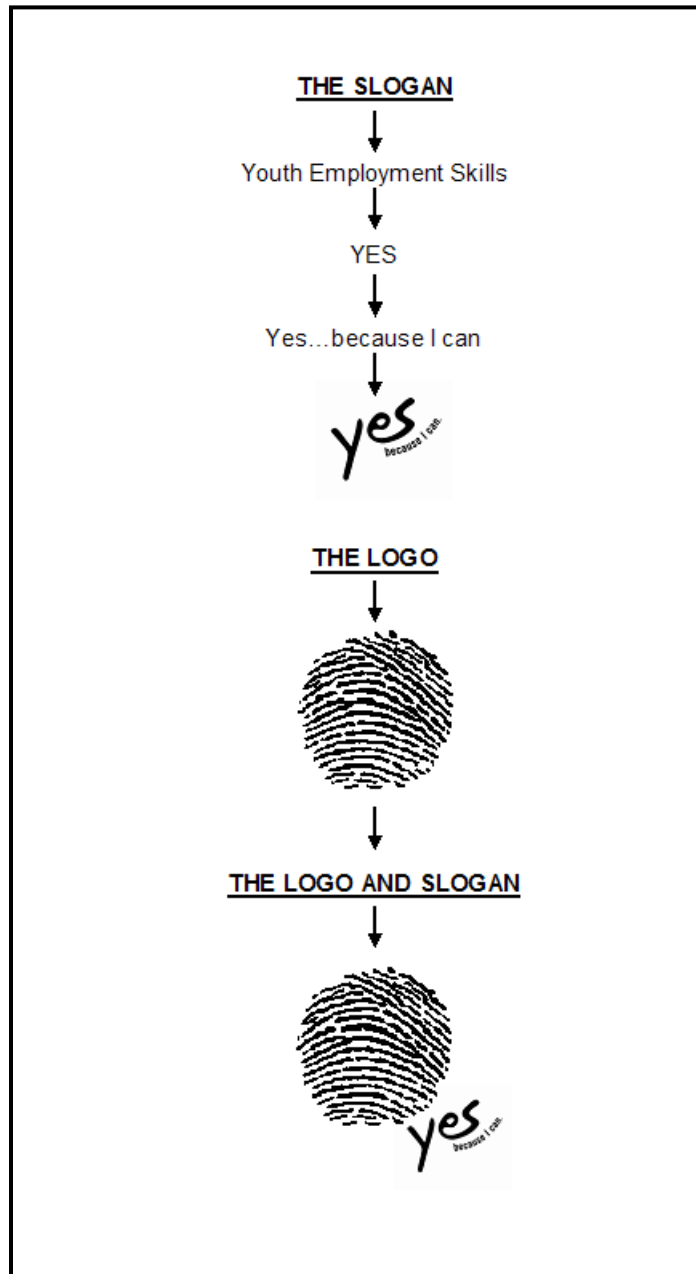 THE SLOGAN
Youth Employment Skills
YES
Yes...because I can
yes
because I can.
THE LOGO
THE LOGO AND SLOGAN
yes
because I can.